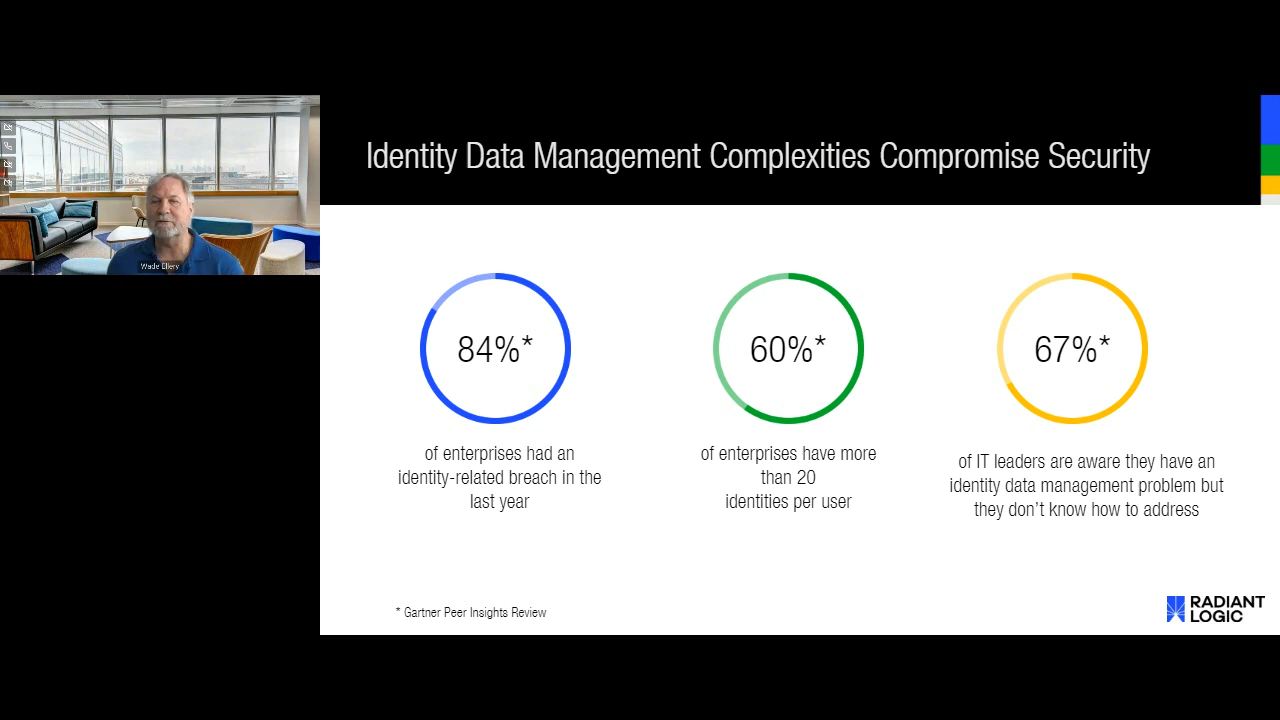 Identity Data Management Complexities Compromise Security
Wade Ellery
84%*
of enterprises had an
identity-related breach in the
last year
60%*
of enterprises have more
than 20
identities per user
67%*
of IT leaders are aware they have an
identity data management problem but
they don’t know how to address
* Gartner Peer Insights Review
RADIANT
LOGIC